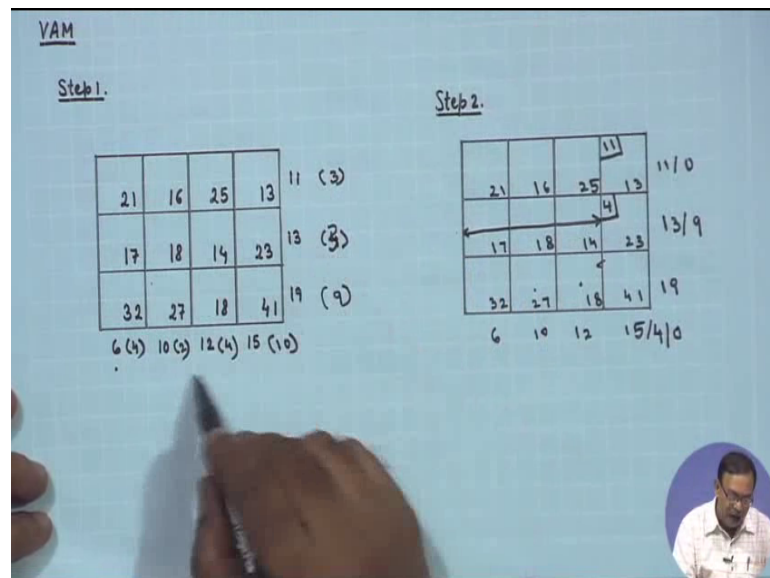 VAM
Step 1.
21 16 25 13 11 (3)
17 18 14 23 13 (3)
32 27 18 41 19 (9)
6 (4) 10 (2) 12 (4) 15 (10)
Step 2.
11
21 16 25 13 11/0
4
17 18 14 23 13/9
32 27 18 41 19
6 10 12 15/4/0